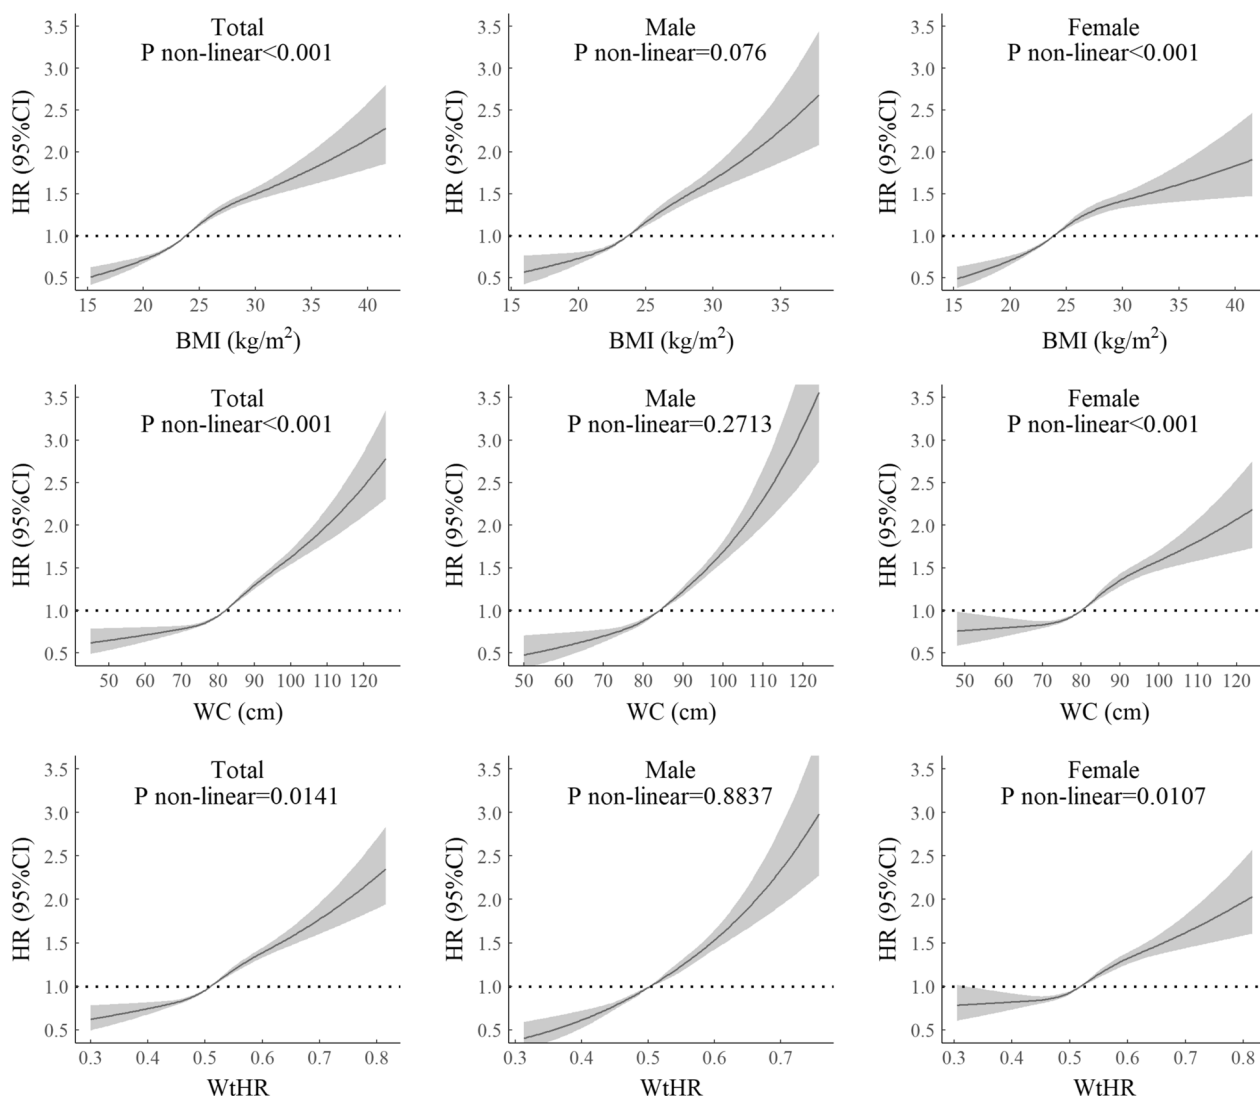 Total
P non-linear<0.001
3.5
3.0
2.5
2.0
1.5
1.0
0.5
HR (95%CI)
15 20 25 30 35 40
BMI (kg/m²)
Male
P non-linear=0.076
3.5
3.0
2.5
2.0
1.5
1.0
0.5
HR (95%CI)
15 20 25 30 35
BMI (kg/m²)
Female
P non-linear<0.001
3.5
3.0
2.5
2.0
1.5
1.0
0.5
HR (95%CI)
15 20 25 30 35 40
BMI (kg/m²)
Total
P non-linear<0.001
3.5
3.0
2.5
2.0
1.5
1.0
0.5
HR (95%CI)
50 60 70 80 90 100 110 120
WC (cm)
Male
P non-linear=0.2713
3.5
3.0
2.5
2.0
1.5
1.0
0.5
HR (95%CI)
50 60 70 80 90 100 110 120
WC (cm)
Female
P non-linear<0.001
3.5
3.0
2.5
2.0
1.5
1.0
0.5
HR (95%CI)
50 60 70 80 90 100 110 120
WC (cm)
Total
P non-linear=0.0141
3.5
3.0
2.5
2.0
1.5
1.0
0.5
HR (95%CI)
0.3 0.4 0.5 0.6 0.7 0.8
WtHR
Male
P non-linear=0.8837
3.5
3.0
2.5
2.0
1.5
1.0
0.5
HR (95%CI)
0.3 0.4 0.5 0.6 0.7
WtHR
Female
P non-linear=0.0107
3.5
3.0
2.5
2.0
1.5
1.0
0.5
HR (95%CI)
0.3 0.4 0.5 0.6 0.7 0.8
WtHR